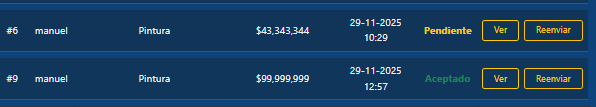 #6 manuel Pintura $43,343,344 29-11-2025 10:29 Pendiente Ver Reenviar
#9 manuel Pintura $99,999,999 29-11-2025 12:57 Aceptado Ver Reenviar